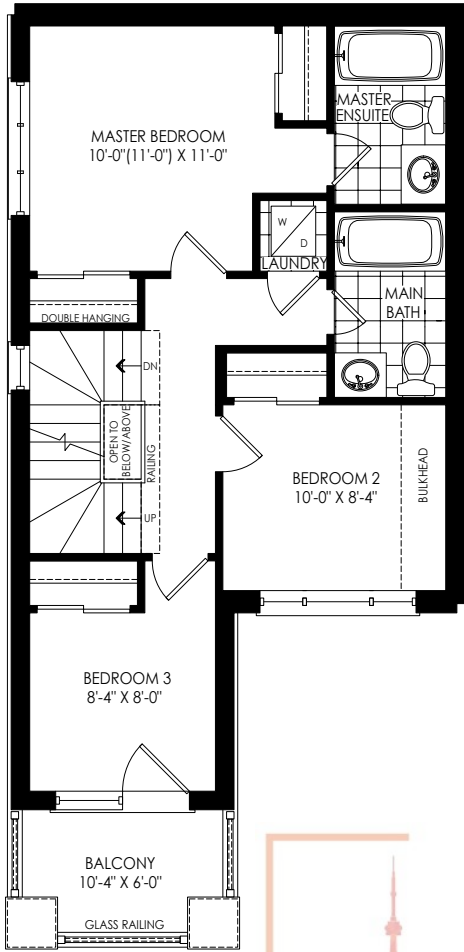 MASTER BEDROOM
10'-0"(11'-0") X 11'-0"
MASTER
ENSUITE
W
D
LAUNDRY
MAIN
BATH
DOUBLE HANGING
DN
OPEN TO
BELOW/ABOVE
RAILING
UP
BEDROOM 2
10'-0" X 8'-4"
BULKHEAD
BEDROOM 3
8'-4" X 8'-0"
BALCONY
10'-4" X 6'-0"
GLASS RAILING